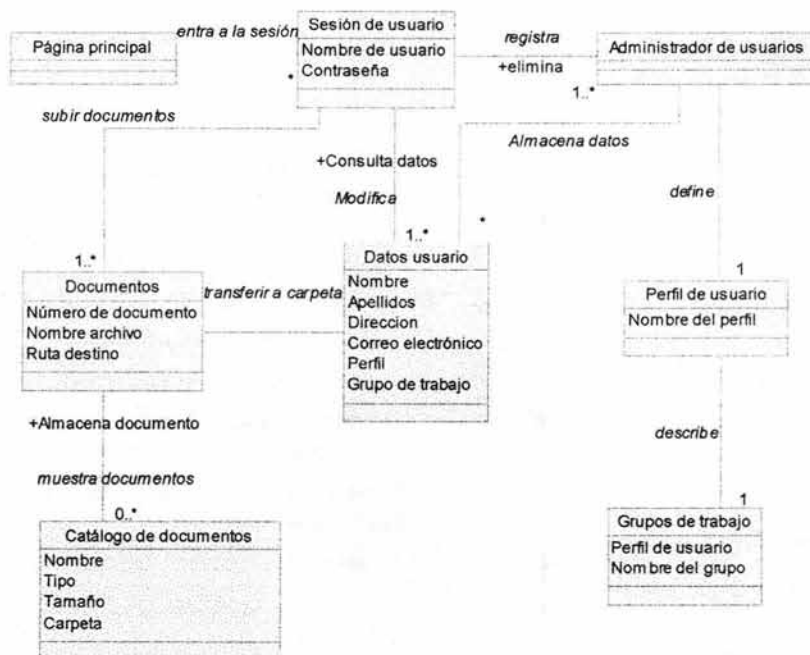 Página principal
entra a la sesión
*
Sesión de usuario
Nombre de usuario
Contraseña
registra
+elimina
Administrador de usuarios
1..*
subir documentos
+Consulta datos
Modifica
Almacena datos
*
define
1..*
1..*
1
Documentos
Número de documento
Nombre archivo
Ruta destino
transferir a carpeta
Datos usuario
Nombre
Apellidos
Direccion
Correo electrónico
Perfil
Grupo de trabajo
Perfil de usuario
Nombre del perfil
+Almacena documento
muestra documentos
0..*
describe
1
Catálogo de documentos
Nombre
Tipo
Tamaño
Carpeta
Grupos de trabajo
Perfil de usuario
Nombre del grupo